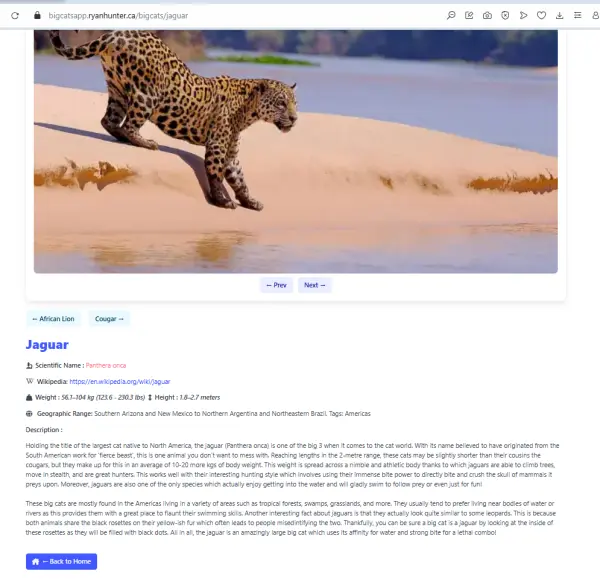 bigcatsapp.ryanhunter.ca/bigcats/jaguar
← Prev Next →
← African Lion Cougar →
Jaguar
Scientific Name : Panthera onca
W Wikipedia: https://en.wikipedia.org/wiki/jaguar
Weight : 56.1–104 kg (123.6 - 230.3 lbs) Height : 1.8–2.7 meters
Geographic Range: Southern Arizona and New Mexico to Northern Argentina and Northeastern Brazil. Tags: Americas
Description :
Holding the title of the largest cat native to North America, the jaguar (Panthera onca) is one of the big 3 when it comes to the cat world. With its name believed to have originated from the
South American work for 'fierce beast', this is one animal you don't want to mess with. Reaching lengths in the 2-metre range, these cats may be slightly shorter than their cousins the
cougars, but they make up for this in an average of 10-20 more kgs of body weight. This weight is spread across a nimble and athletic body thanks to which jaguars are able to climb trees,
move in stealth, and are great hunters. This works well with their interesting hunting style which involves using their immense bite power to directly bite and crush the skull of mammals it
preys upon. Moreover, jaguars are also one of the only species which actually enjoy getting into the water and will gladly swim to follow prey or even just for fun!
These big cats are mostly found in the Americas living in a variety of areas such as tropical forests, swamps, grasslands, and more. They usually tend to prefer living near bodies of water or
rivers as this provides them with a great place to flaunt their swimming skills. Another interesting fact about jaguars is that they actually look quite similar to some leopards. This is because
both animals share the black rosettes on their yellow-ish fur which often leads to people misedintifying the two. Thankfully, you can be sure a big cat is a jaguar by looking at the inside of
these rosettes as they will be filled with black dots. All in all, the jaguar is an amazingly large big cat which uses its affinity for water and strong bite for a lethal combo!
← Back to Home